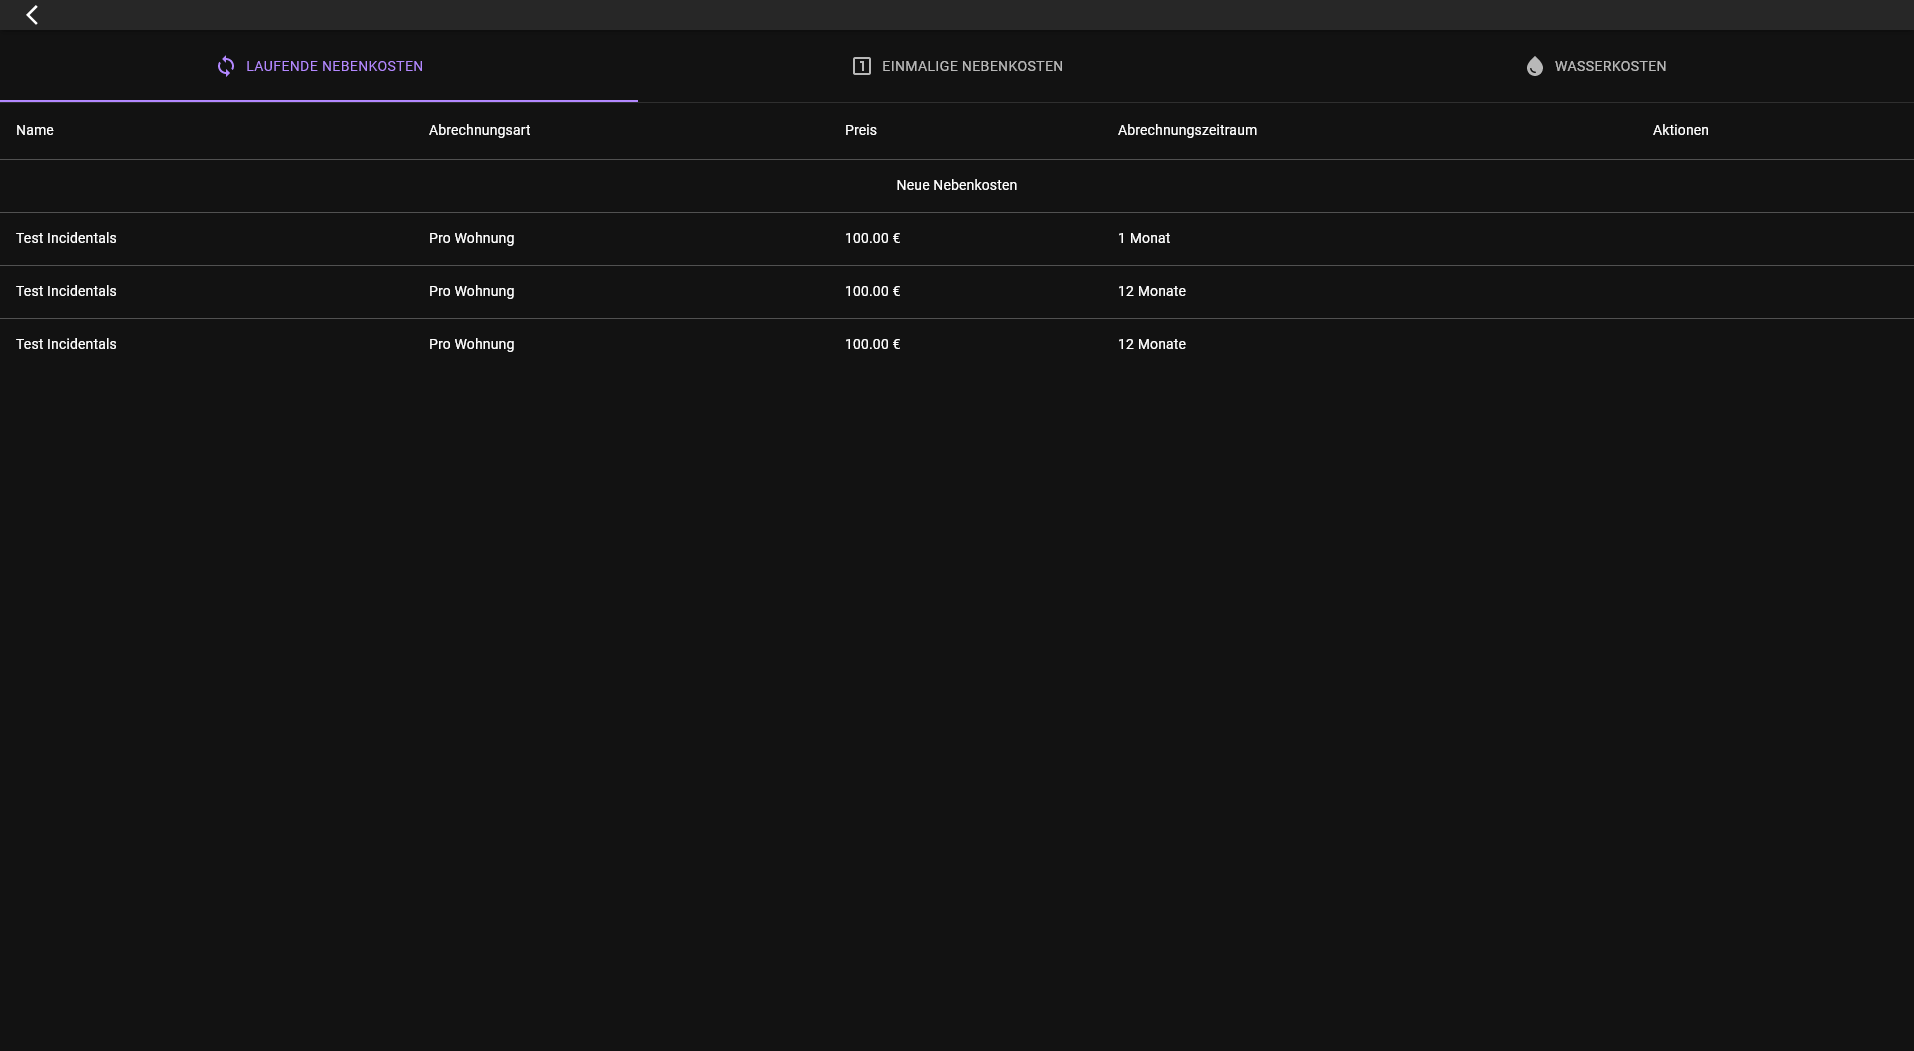 LAUFENDE NEBENKOSTEN 1 EINMALIGE NEBENKOSTEN WASSERKOSTEN
Name Abrechnungsart Preis Abrechnungszeitraum Aktionen
Neue Nebenkosten
Test Incidentals Pro Wohnung 100.00 € 1 Monat
Test Incidentals Pro Wohnung 100.00 € 12 Monate
Test Incidentals Pro Wohnung 100.00 € 12 Monate